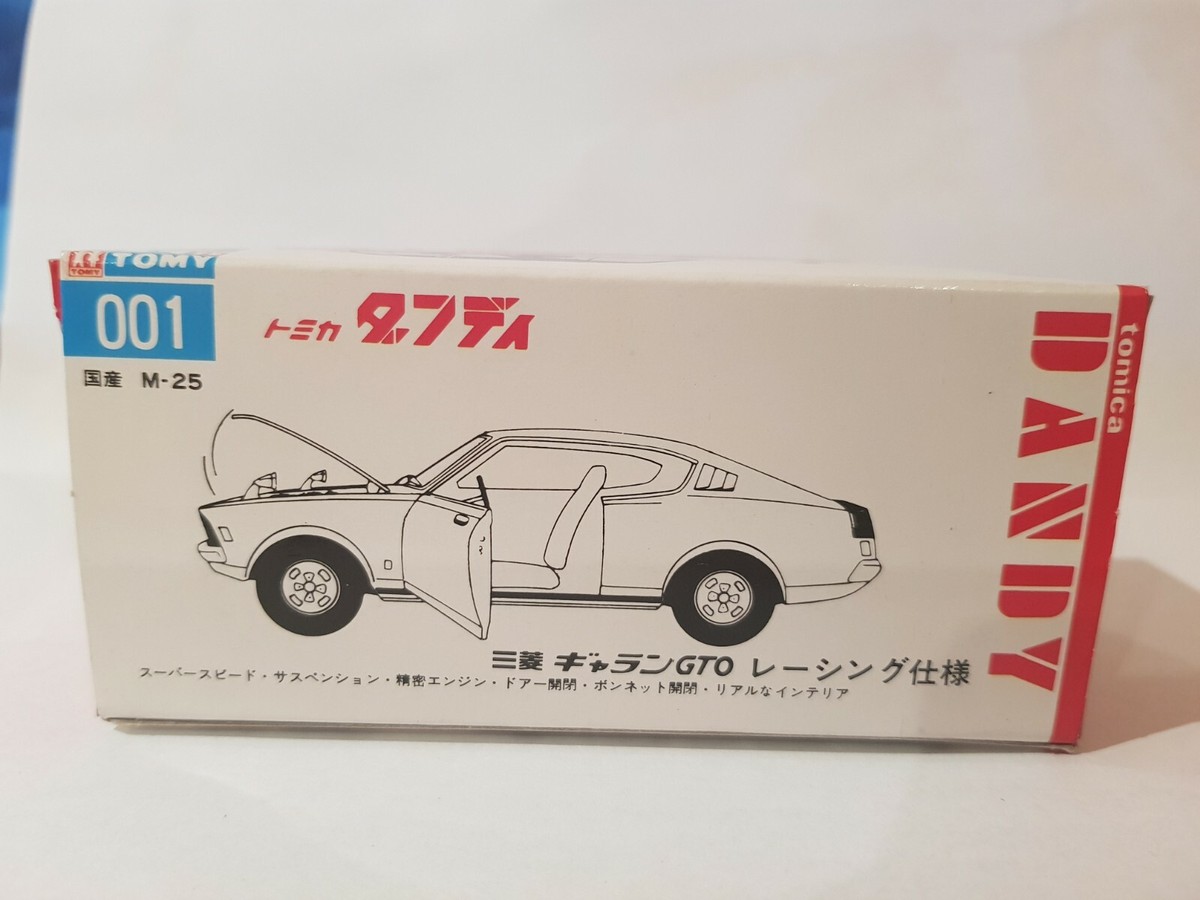 TOMY
TOMY
001
国産 M-25
トミカ ダンディ
tomica
DANDY
三菱 ギャランGTO レーシング仕様
スーパースピード・サスペンション・精密エンジン・ドアー開閉・ボンネット開閉・リアルなインテリア